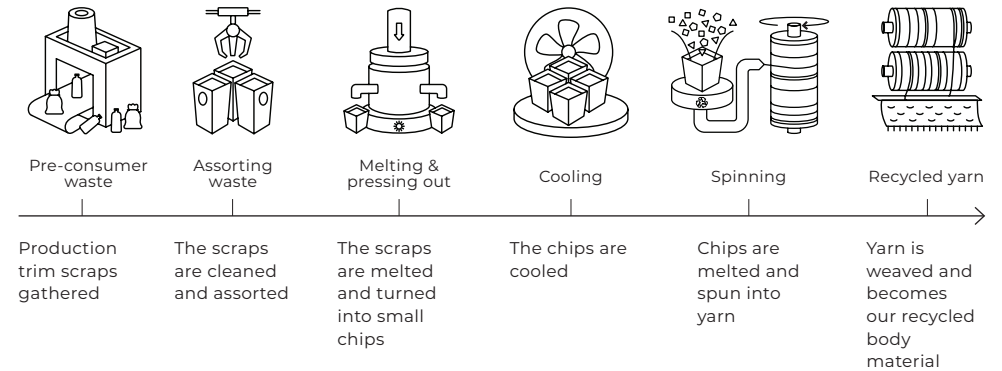 Pre-consumer
waste
Assorting
waste
Melting &
pressing out
Cooling
Spinning
Recycled yarn
Production
trim scraps
gathered
The scraps
are cleaned
and assorted
The scraps
are melted
and turned
into small
chips
The chips are
cooled
Chips are
melted and
spun into
yarn
Yarn is
weaved and
becomes
our recycled
body
material